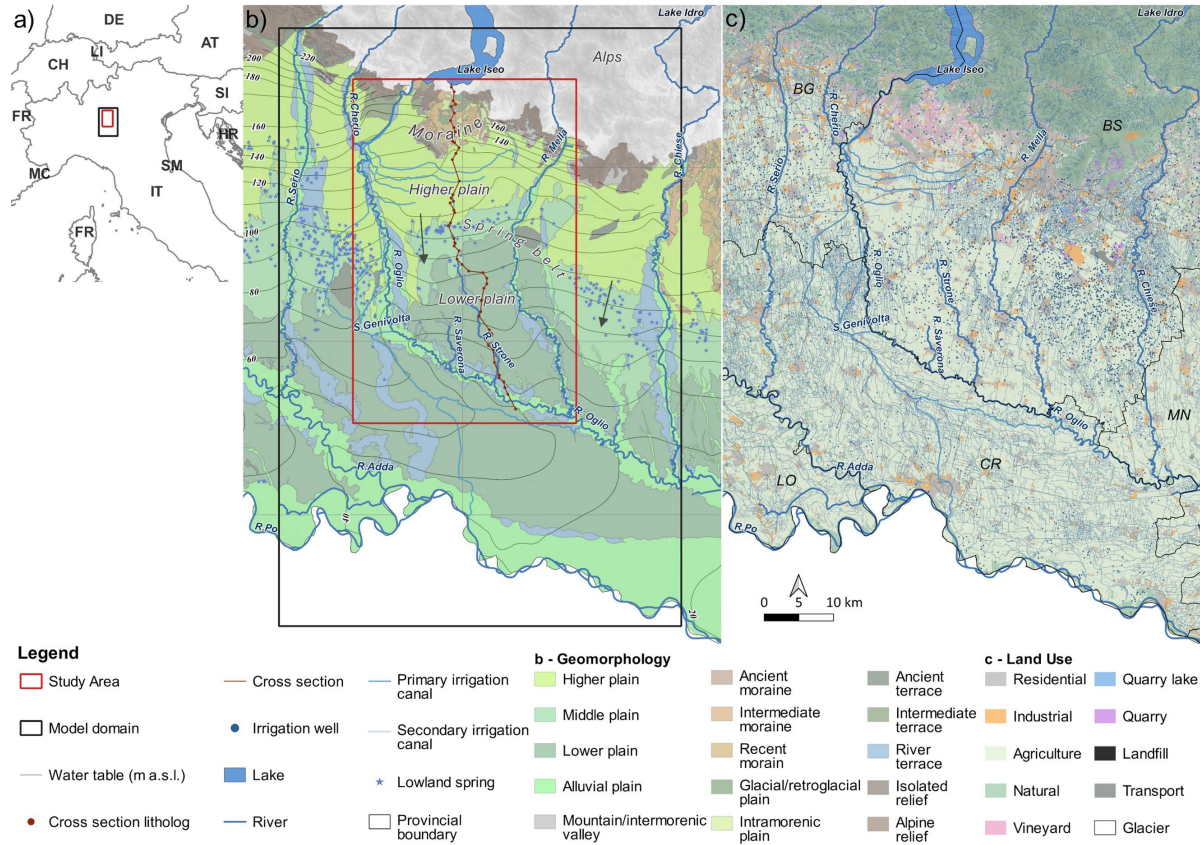 a)
DE
AT
LI
CH
SI
FR
HR
SM
MC
IT
FR
b)
Lake Idro
220
200
180
Lake Iseo
Alps
R. Cherio
Moraine
160
160
140
140
R. Mella
R. Chiese
R. Serio
120
Higher plain
100
Spring belt
R. Oglio
80
Lower plain
S.Genivolta
60
R. Saverona
R. Strone
R. Oglio
R.Adda
40
R.Po
20
c)
Lake Idro
Lake Iseo
BG
R. Cherio
BS
R. Mella
R. Serio
R. Oglio
R. Strone
R. Chiese
S.Genivolta
R. Saverona
R. Oglio
MN
R.Adda
CR
LO
R.Po
0 5 10 km
Legend
Study Area
Model domain
Water table (m a.s.l.)
Cross section litholog
Cross section
Irrigation well
Lake
River
Primary irrigation
canal
Secondary irrigation
canal
Lowland spring
Provincial
boundary
b - Geomorphology
Higher plain
Middle plain
Lower plain
Alluvial plain
Mountain/intermorenic
valley
Ancient
moraine
Intermediate
moraine
Recent
morain
Glacial/retroglacial
plain
Intramorenic
plain
Ancient
terrace
Intermediate
terrace
River
terrace
Isolated
relief
Alpine
relief
c - Land Use
Residential
Industrial
Agriculture
Natural
Vineyard
Quarry lake
Quarry
Landfill
Transport
Glacier